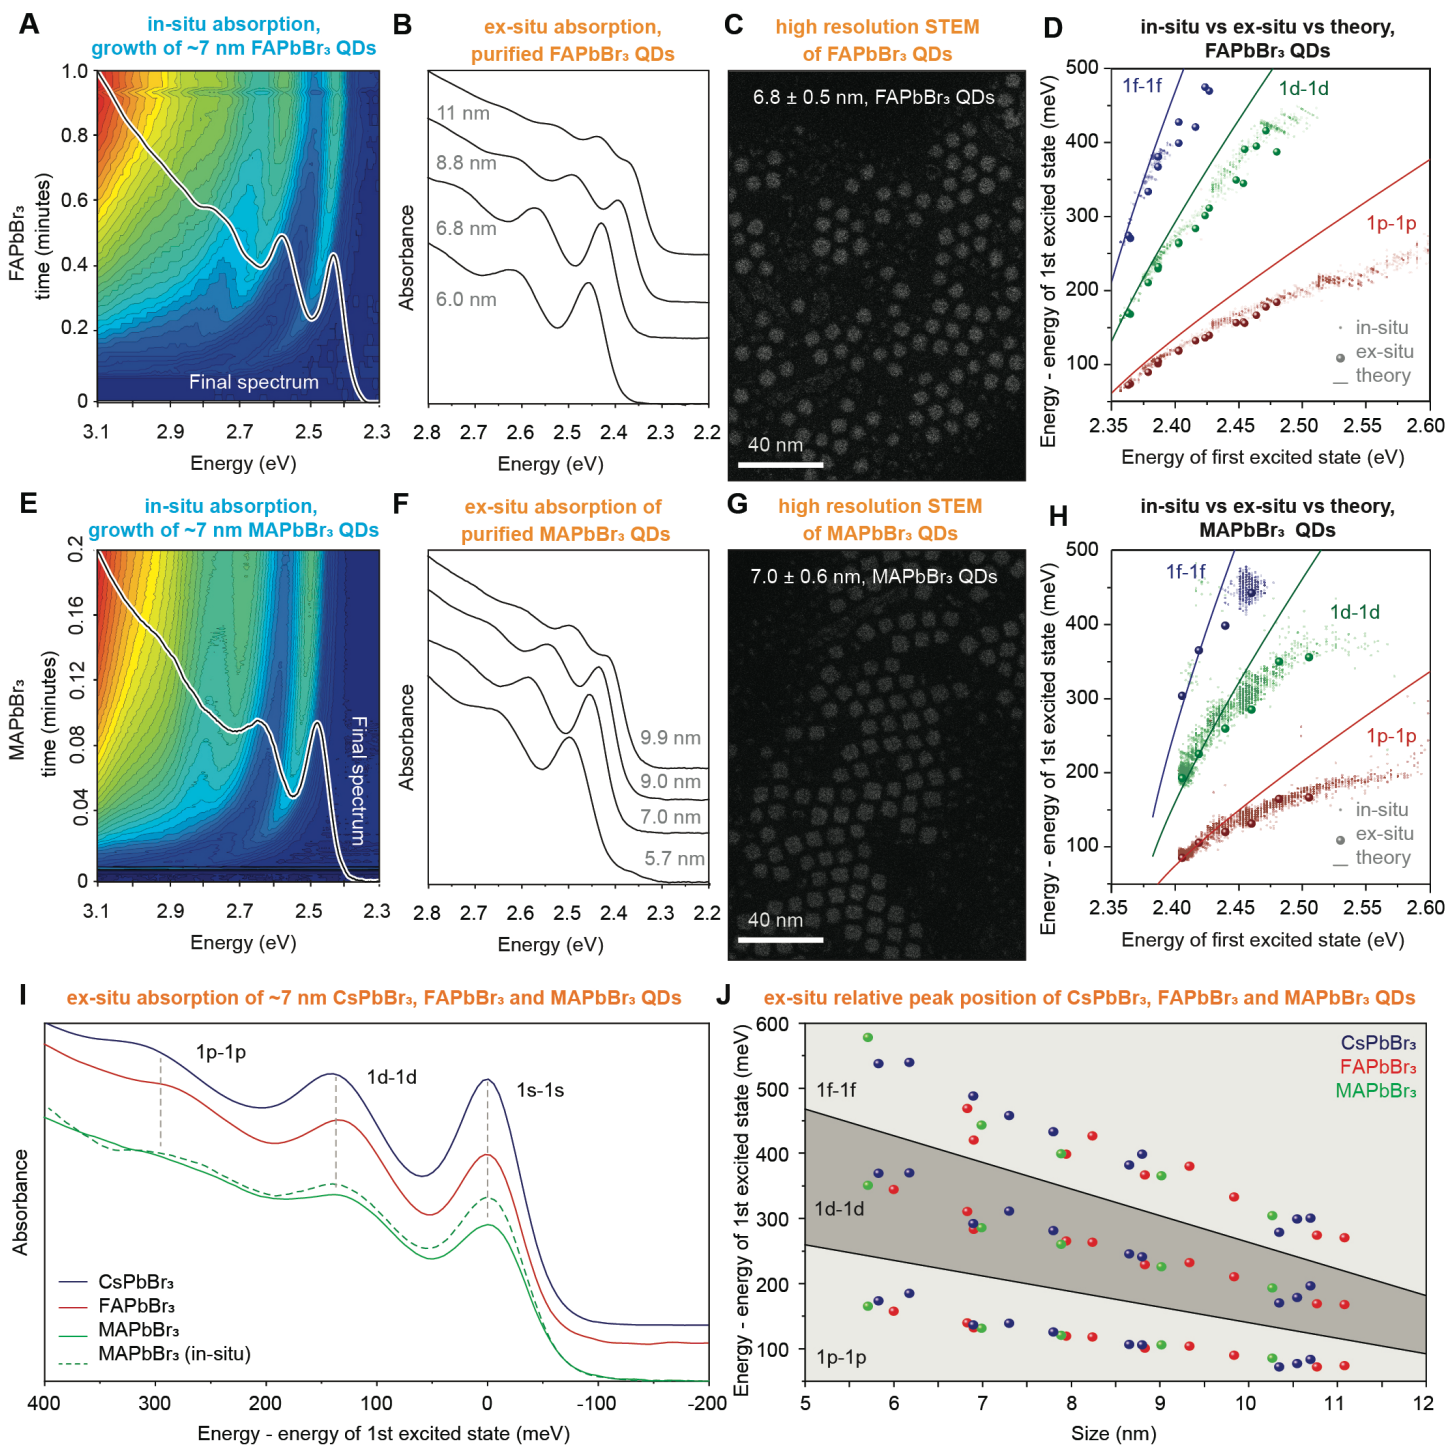 A
in-situ absorption,
growth of ~7 nm FAPbBr₃ QDs
FAPbBr₃
time (minutes)
1.0
0.8
0.6
0.4
0.2
0
Final spectrum
3.1 2.9 2.7 2.5 2.3
Energy (eV)
B
ex-situ absorption,
purified FAPbBr₃ QDs
Absorbance
11 nm
8.8 nm
6.8 nm
6.0 nm
2.8 2.7 2.6 2.5 2.4 2.3 2.2
Energy (eV)
C
high resolution STEM
of FAPbBr₃ QDs
6.8 ± 0.5 nm, FAPbBr₃ QDs
40 nm
D
in-situ vs ex-situ vs theory,
FAPbBr₃ QDs
Energy - energy of 1st excited state (meV)
500
400
300
200
100
1f-1f
1d-1d
1p-1p
in-situ
ex-situ
theory
2.35 2.40 2.45 2.50 2.55 2.60
Energy of first excited state (eV)
E
in-situ absorption,
growth of ~7 nm MAPbBr₃ QDs
MAPbBr₃
time (minutes)
0.2
0.16
0.12
0.08
0.04
0
Final spectrum
3.1 2.9 2.7 2.5 2.3
Energy (eV)
F
ex-situ absorption of
purified MAPbBr₃ QDs
Absorbance
9.9 nm
9.0 nm
7.0 nm
5.7 nm
2.8 2.7 2.6 2.5 2.4 2.3 2.2
Energy (eV)
G
high resolution STEM
of MAPbBr₃ QDs
7.0 ± 0.6 nm, MAPbBr₃ QDs
40 nm
H
in-situ vs ex-situ vs theory,
MAPbBr₃ QDs
Energy - energy of 1st excited state (meV)
500
400
300
200
100
1f-1f
1d-1d
1p-1p
in-situ
ex-situ
theory
2.35 2.40 2.45 2.50 2.55 2.60
Energy of first excited state (eV)
I
ex-situ absorption of ~7 nm CsPbBr₃, FAPbBr₃ and MAPbBr₃ QDs
Absorbance
1p-1p
1d-1d
1s-1s
CsPbBr₃
FAPbBr₃
MAPbBr₃
MAPbBr₃ (in-situ)
400 300 200 100 0 -100 -200
Energy - energy of 1st excited state (meV)
J
ex-situ relative peak position of CsPbBr₃, FAPbBr₃ and MAPbBr₃ QDs
Energy - energy of 1st excited state (meV)
600
500
400
300
200
100
CsPbBr₃
FAPbBr₃
MAPbBr₃
1f-1f
1d-1d
1p-1p
5 6 7 8 9 10 11 12
Size (nm)